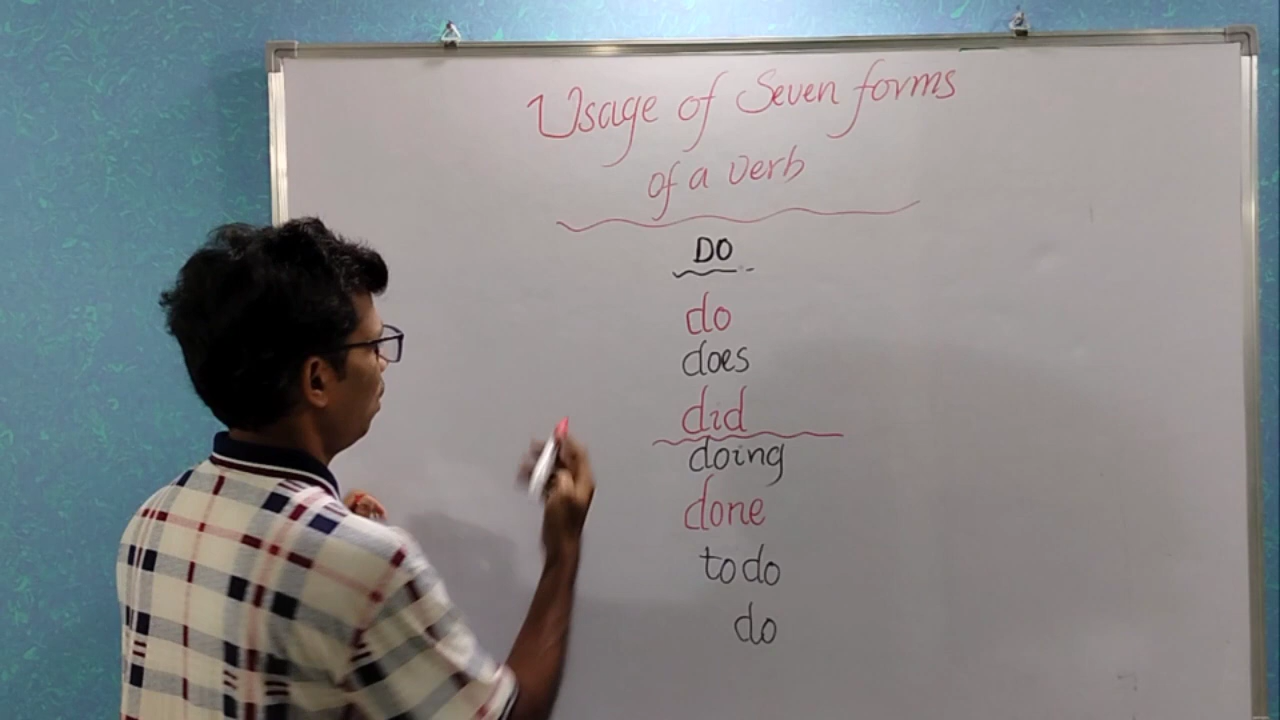 Usage of Seven forms
of a verb
DO
do
does
did
doing
done
to do
do